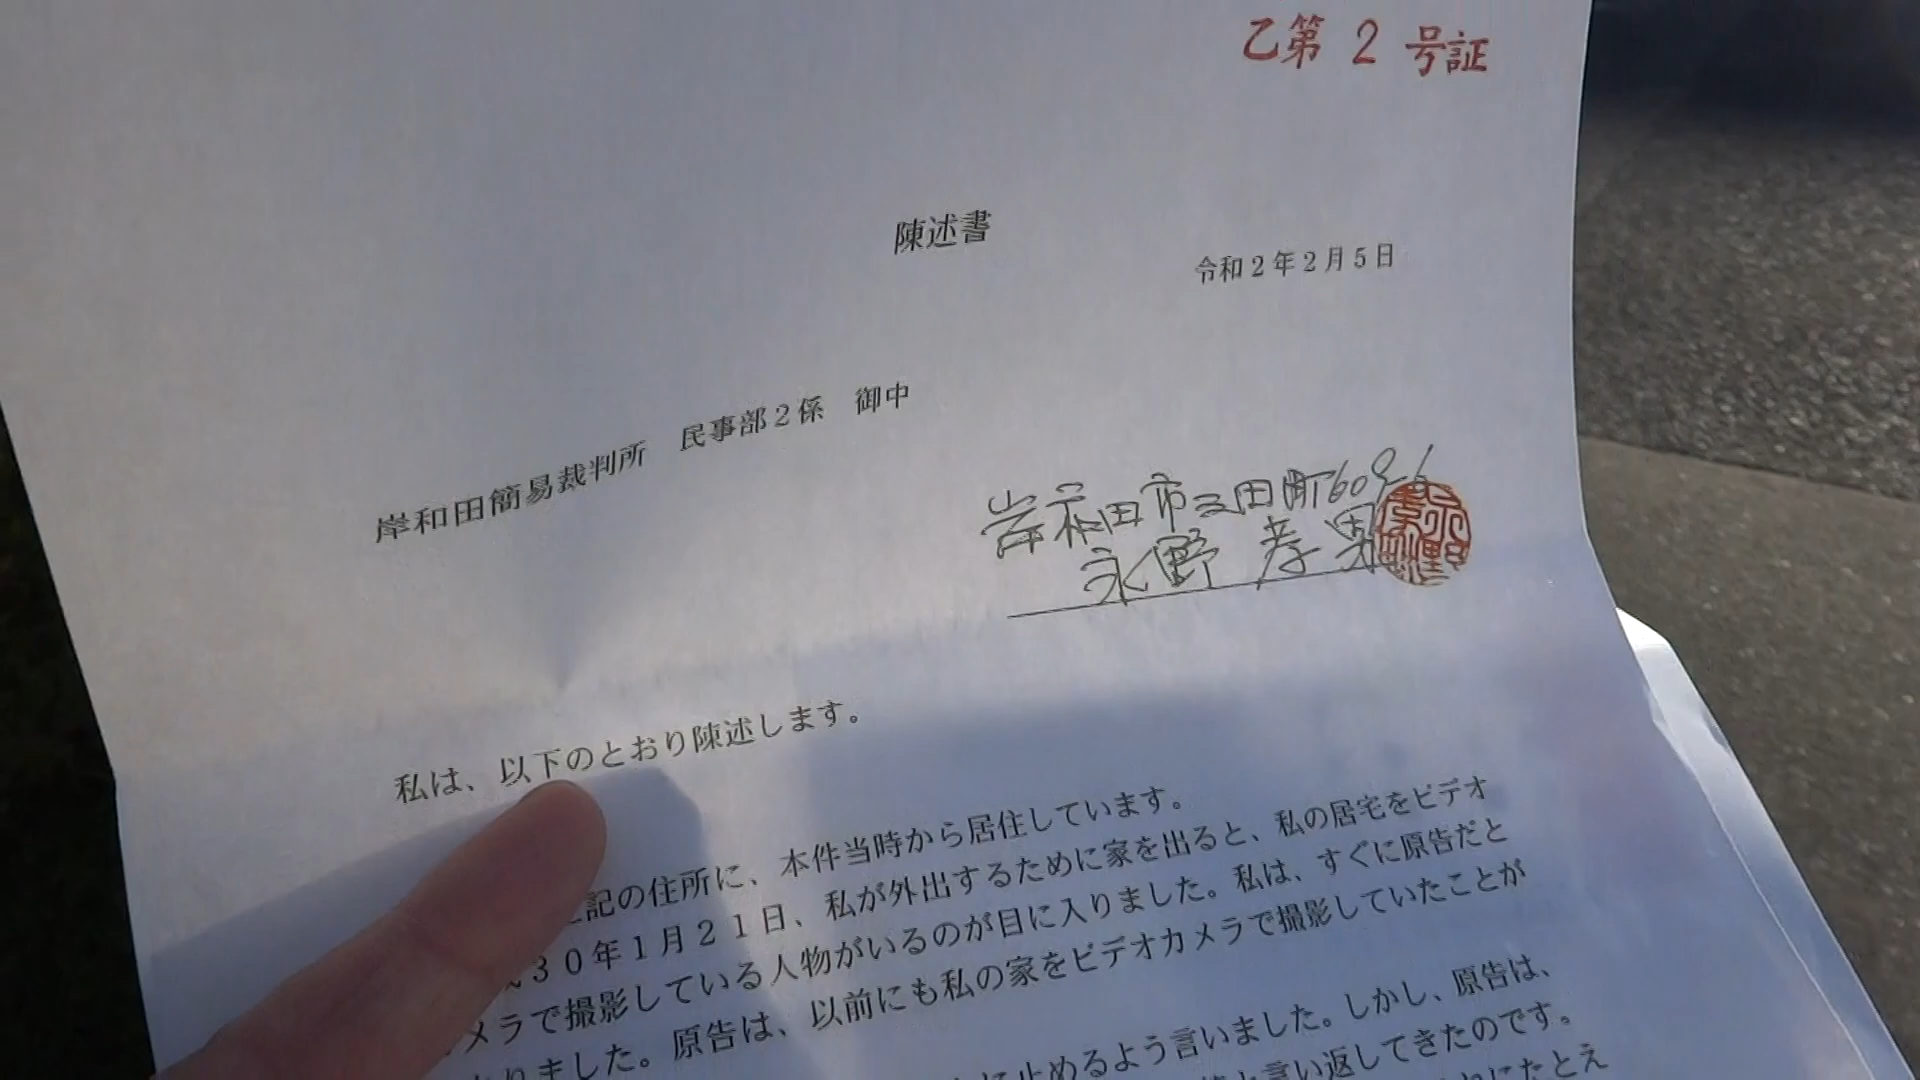 乙第 2 号証
陳述書
令和2年2月5日
岸和田簡易裁判所 民事部2係 御中
岸和田市三田町609-6
永野 孝男
私は、以下のとおり陳述します。
記の住所に、本件当時から居住しています。
30年1月21日、私が外出するために家を出ると、私の居宅をビデオ
メラで撮影している人物がいるのが目に入りました。私は、すぐに原告だと
りました。原告は、以前にも私の家をビデオカメラで撮影していたことが
止めるよう言いました。しかし、原告は、
と言い返してきたのです。
にたとえ